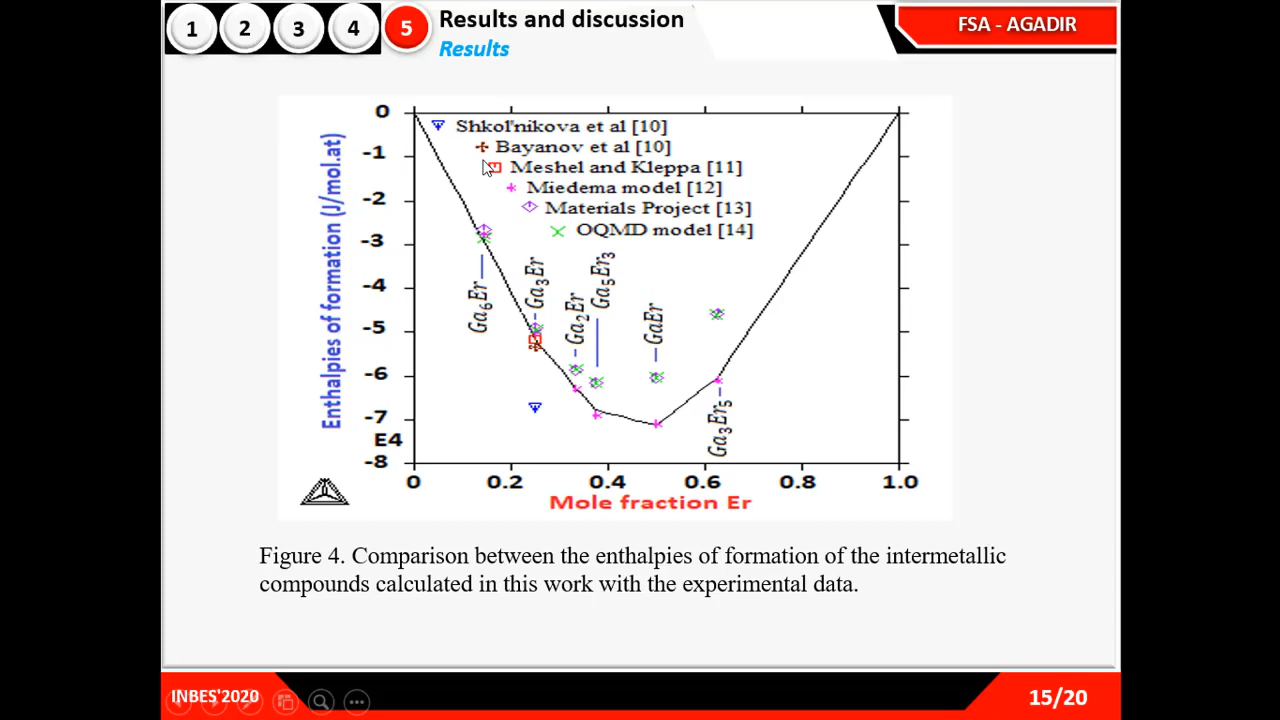 1 2 3 4 5
Results and discussion
Results
FSA - AGADIR
Enthalpies of formation (J/mol.at)
0
-1
-2
-3
-4
-5
-6
-7
E4
-8
Shkol'nikova et al [10]
Bayanov et al [10]
Meshel and Kleppa [11]
Miedema model [12]
Materials Project [13]
OQMD model [14]
Ga6Er
Ga3Er
Ga2Er
Ga5Er3
GaEr
Ga3Er5
0 0.2 0.4 0.6 0.8 1.0
Mole fraction Er
Figure 4. Comparison between the enthalpies of formation of the intermetallic
compounds calculated in this work with the experimental data.
INBES'2020
15/20